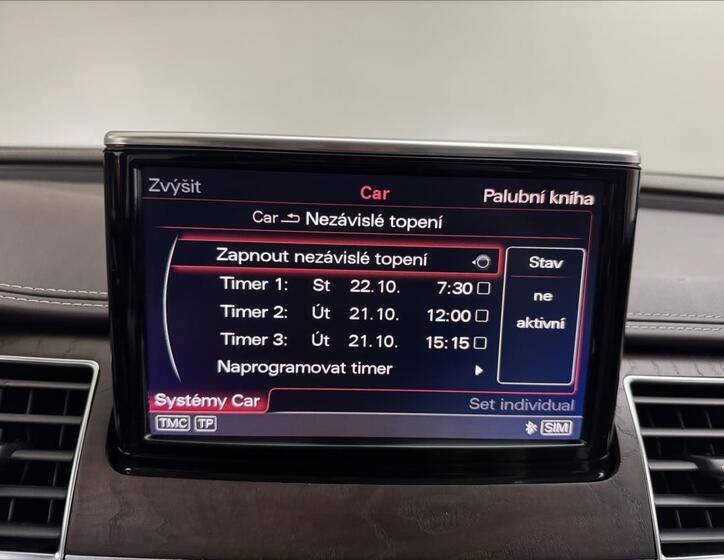 Zvýšit Car Palubní kniha
Car Nezávislé topení
Zapnout nezávislé topení
Timer 1: St 22.10. 7:30
Timer 2: Út 21.10. 12:00
Timer 3: Út 21.10. 15:15
Naprogramovat timer
Stav
ne
aktivní
Systémy Car Set individual
TMC TP SIM